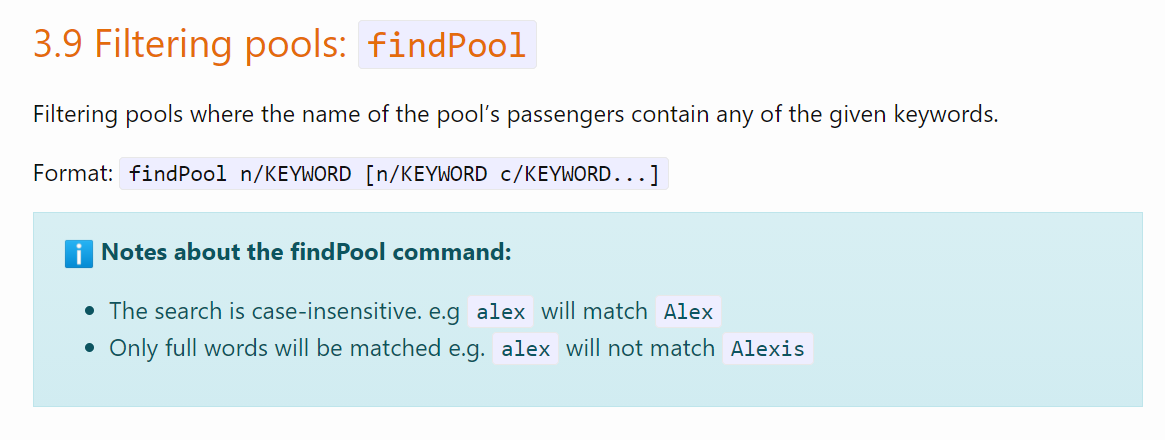 3.9 Filtering pools: findPool
Filtering pools where the name of the pool’s passengers contain any of the given keywords.
Format: findPool n/KEYWORD [n/KEYWORD c/KEYWORD...]
Notes about the findPool command:
• The search is case-insensitive. e.g alex will match Alex
• Only full words will be matched e.g. alex will not match Alexis